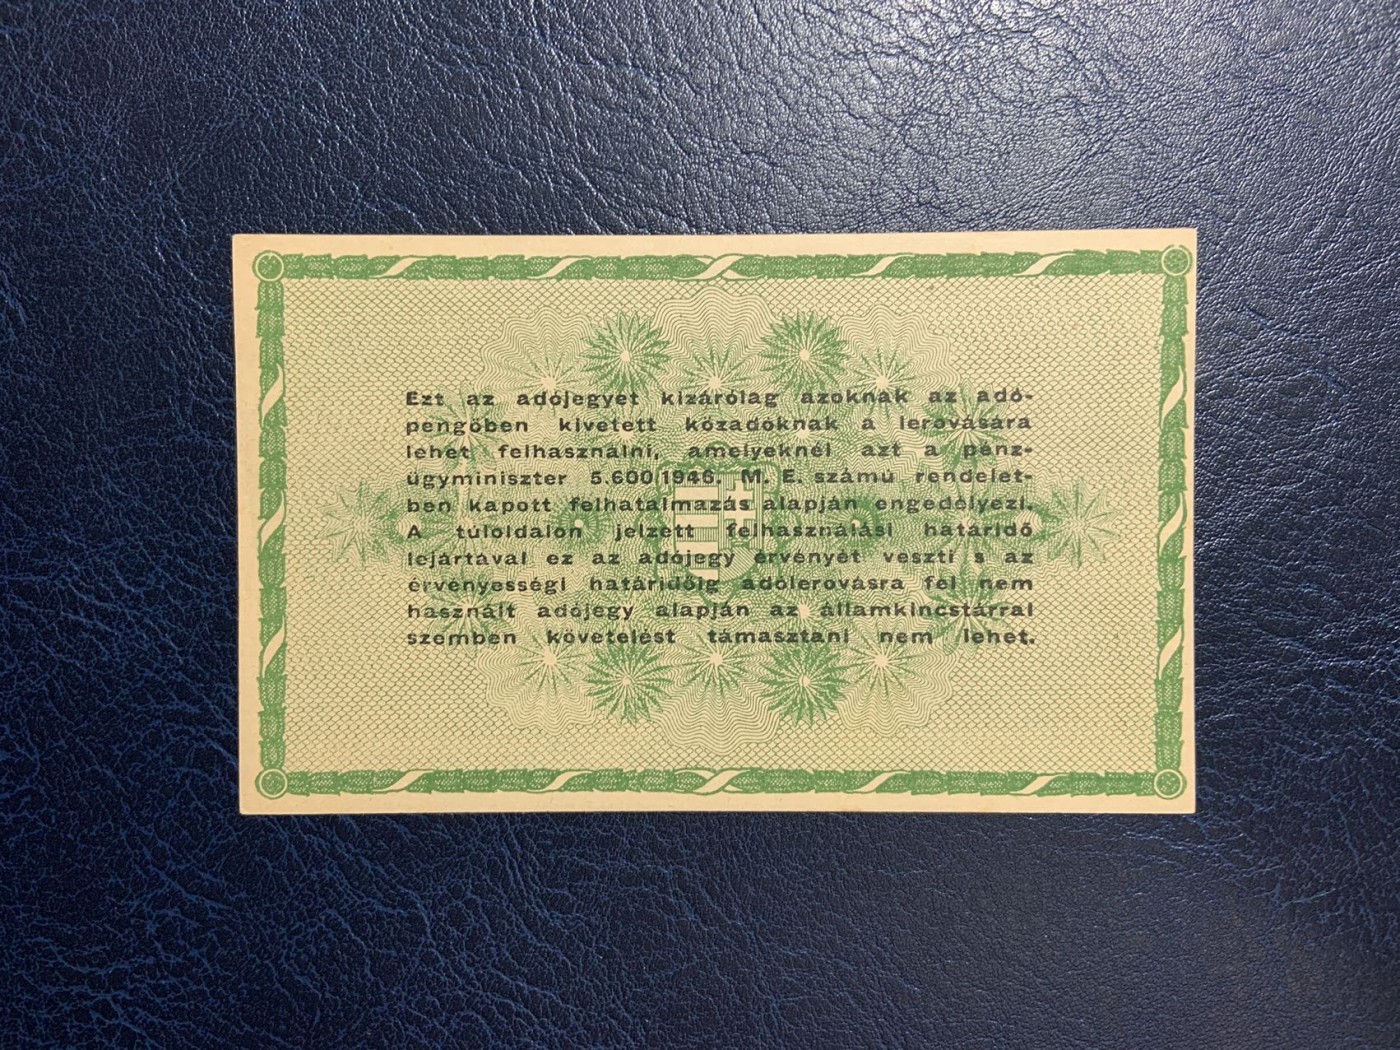 Ezt az adójegyet kizárólag azoknak az adó-
pengőben kivetett közadóknak a lerovására
lehet felhasználni, amelyeknél azt a pénz-
ügyminiszter 5.600/1946. M. E. számú rendelet-
ben kapott felhatalmazás alapján engedélyezi.
A túloldalon jelzett felhasználási határidő
lejártával ez az adójegy érvényét veszti s az
érvényességi határidőig adólerovásra fel nem
használt adójegy alapján az államkincstárral
szemben követelést támasztani nem lehet.